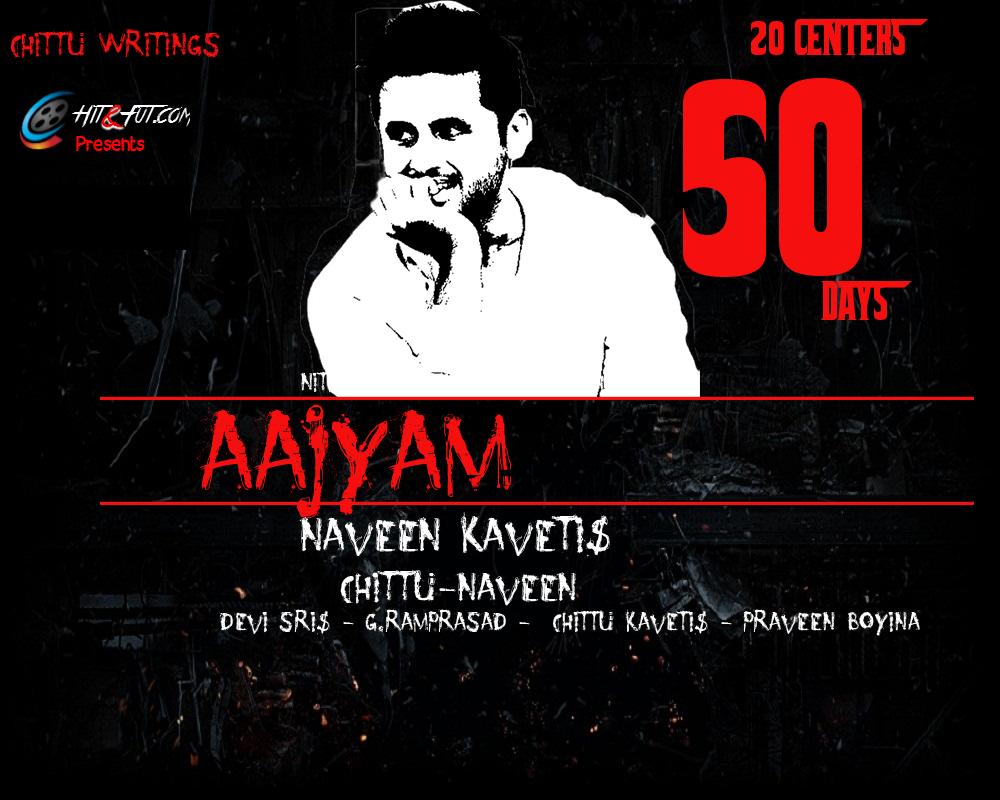 CHITTU WRITINGS
HIT&FUT.COM
Presents
20 CENTERS
50
DAYS
NIT
AAJYAM
NAVEEN KAVETI$
CHITTU-NAVEEN
DEVI SRI$ - G.RAMPRASAD - CHITTU KAVETI$ - PRAVEEN BOYINA